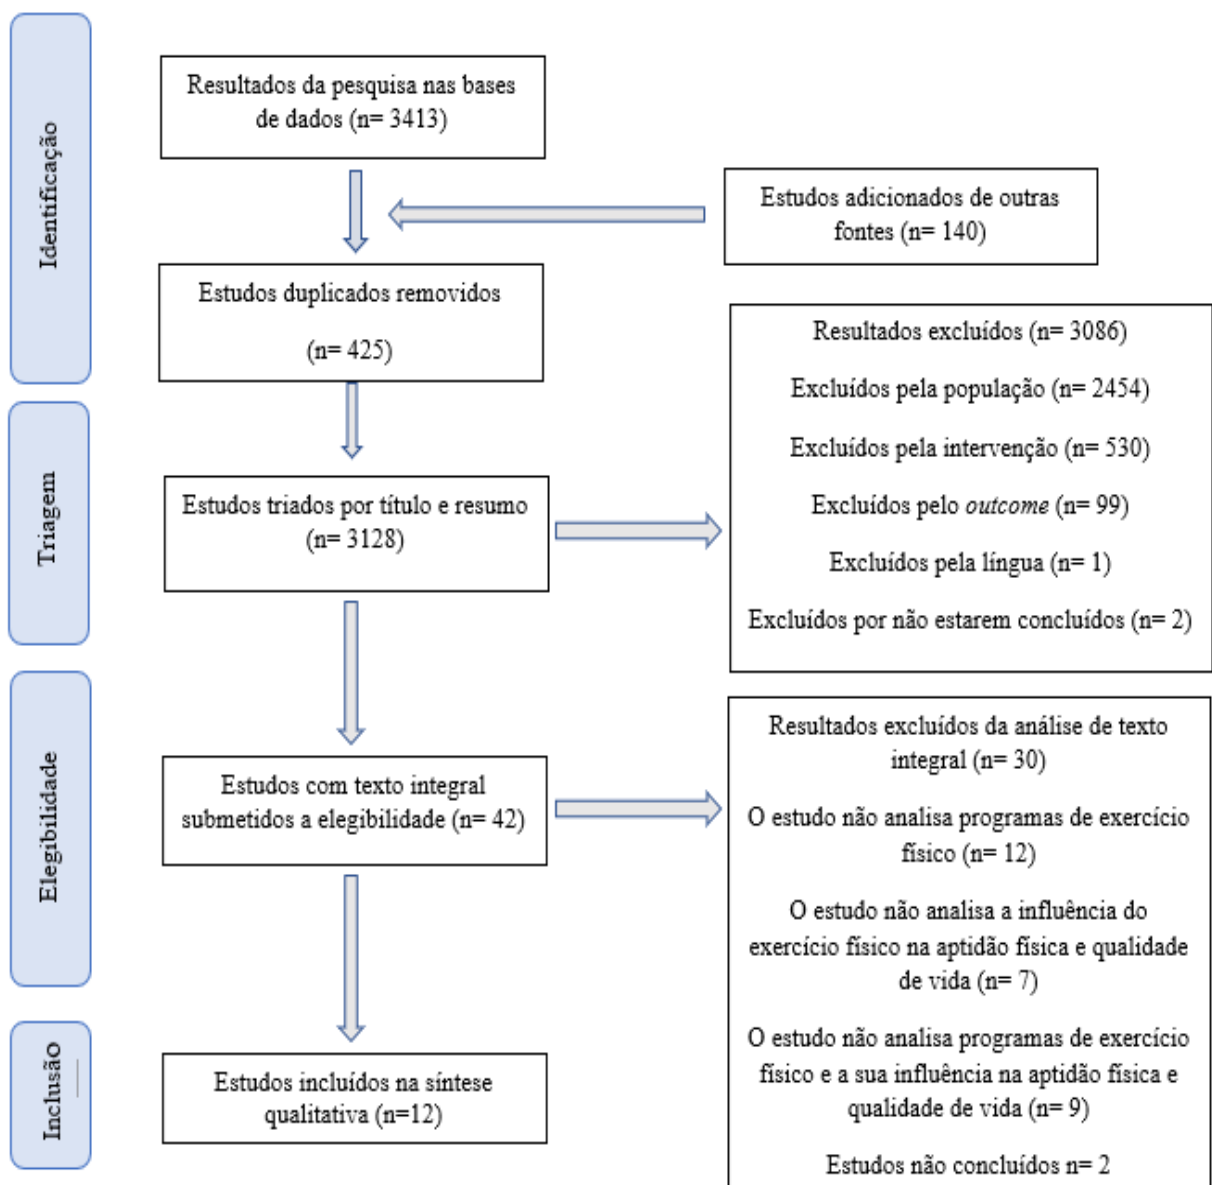 Identificação
Resultados da pesquisa nas bases
de dados (n= 3413)
Estudos adicionados de outras
fontes (n= 140)
Estudos duplicados removidos
(n= 425)
Triagem
Estudos triados por título e resumo
(n= 3128)
Resultados excluídos (n= 3086)
Excluídos pela população (n= 2454)
Excluídos pela intervenção (n= 530)
Excluídos pelo outcome (n= 99)
Excluídos pela língua (n= 1)
Excluídos por não estarem concluídos (n= 2)
Elegibilidade
Estudos com texto integral
submetidos a elegibilidade (n= 42)
Resultados excluídos da análise de texto
integral (n= 30)
O estudo não analisa programas de exercício
físico (n= 12)
O estudo não analisa a influência do
exercício físico na aptidão física e qualidade
de vida (n= 7)
O estudo não analisa programas de exercício
físico e a sua influência na aptidão física e
qualidade de vida (n= 9)
Estudos não concluídos n= 2
Inclusão
Estudos incluídos na síntese
qualitativa (n=12)